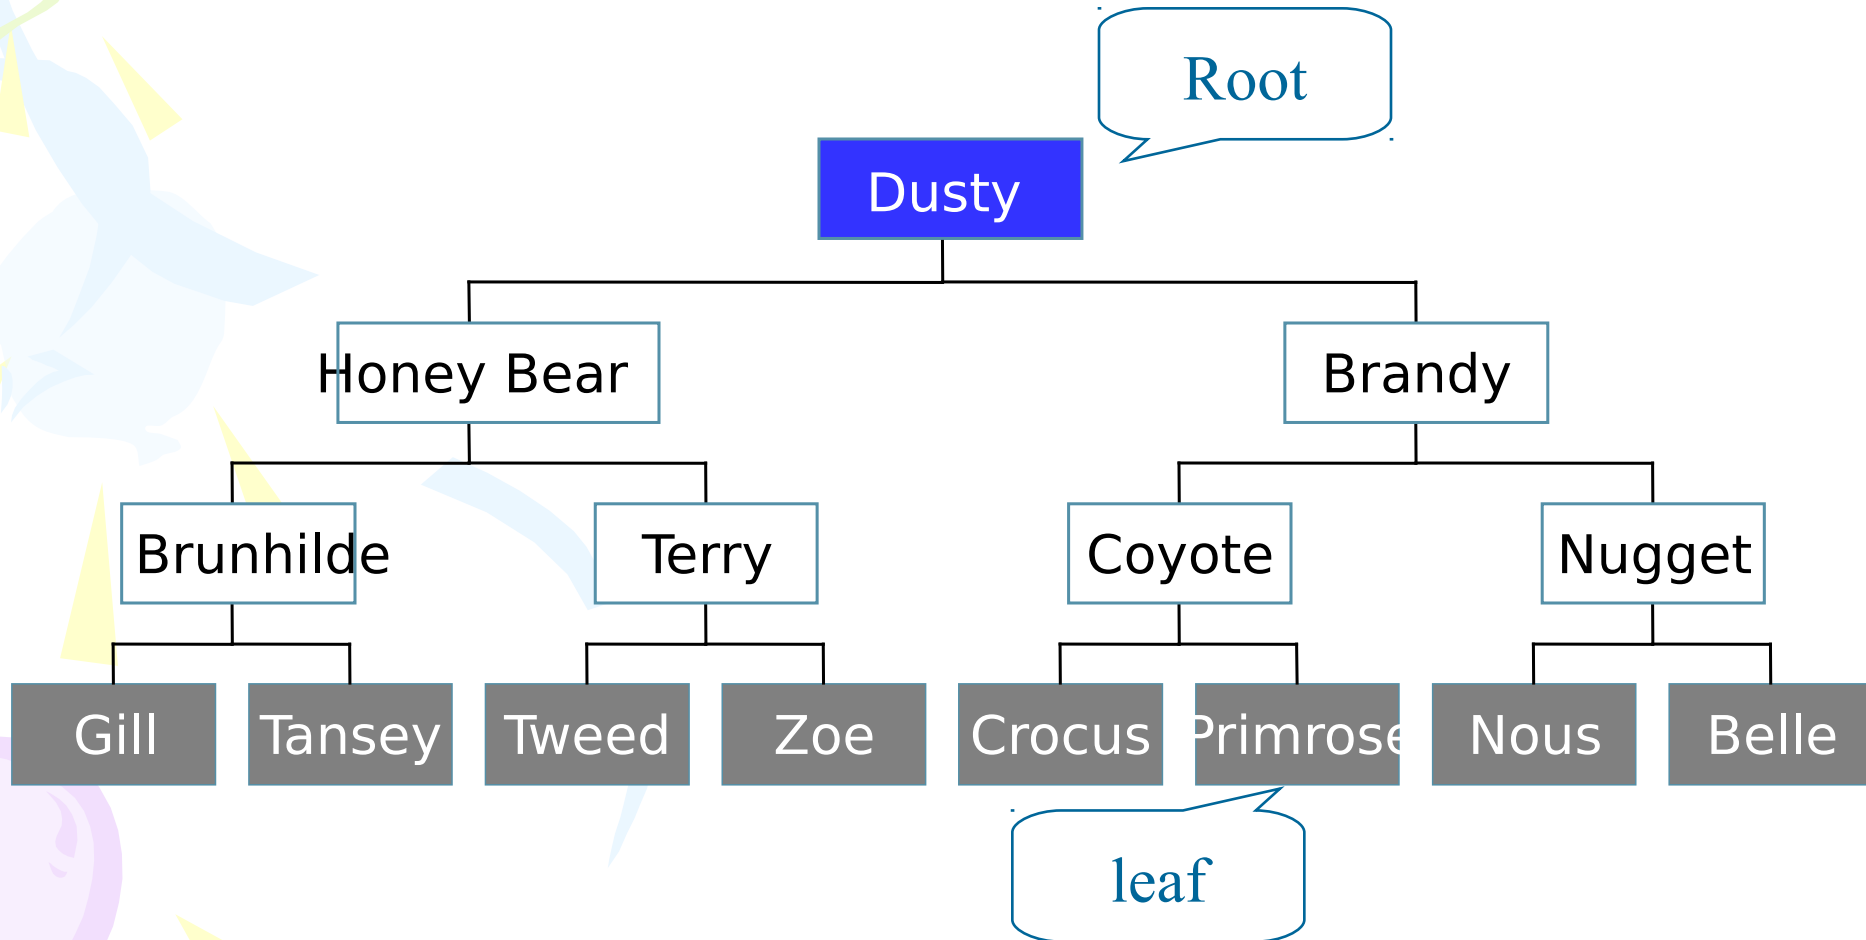 Root
Dusty
Honey Bear
Brandy
Brunhilde
Terry
Coyote
Nugget
Gill
Tansey
Tweed
Zoe
Crocus
Primrose
Nous
Belle
leaf